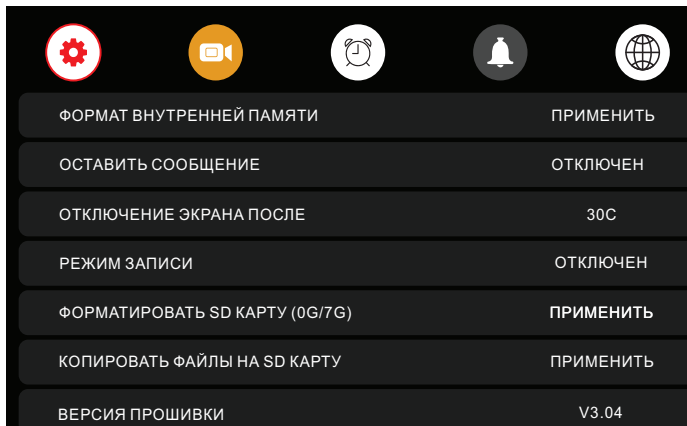 ФОРМАТ ВНУТРЕННЕЙ ПАМЯТИ ПРИМЕНИТЬ
ОСТАВИТЬ СООБЩЕНИЕ ОТКЛЮЧЕН
ОТКЛЮЧЕНИЕ ЭКРАНА ПОСЛЕ 30С
РЕЖИМ ЗАПИСИ ОТКЛЮЧЕН
ФОРМАТИРОВАТЬ SD КАРТУ (0G/7G) ПРИМЕНИТЬ
КОПИРОВАТЬ ФАЙЛЫ НА SD КАРТУ ПРИМЕНИТЬ
ВЕРСИЯ ПРОШИВКИ V3.04